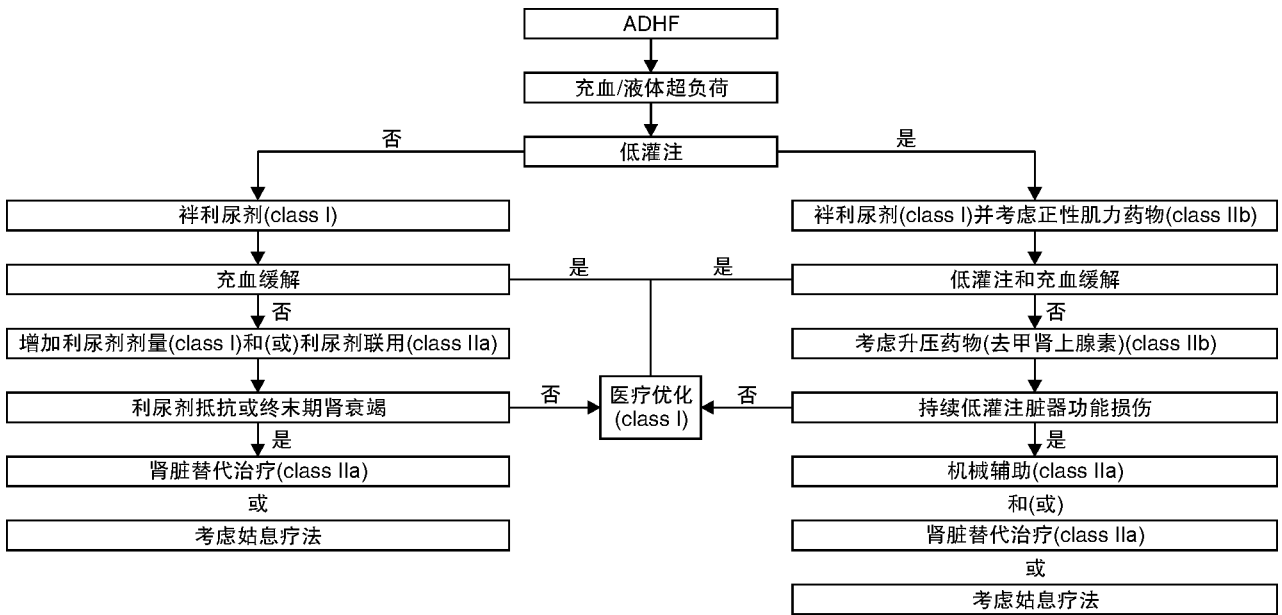 ADHF
充血/液体超负荷
低灌注
否
是
袢利尿剂(class I)
袢利尿剂(class I)并考虑正性肌力药物(class IIb)
充血缓解
是
是
低灌注和充血缓解
否
否
增加利尿剂剂量(class I)和(或)利尿剂联用(class IIa)
考虑升压药物(去甲肾上腺素)(class IIb)
利尿剂抵抗或终末期肾衰竭
否
医疗优化
(class I)
否
持续低灌注脏器功能损伤
是
是
肾脏替代治疗(class IIa)
机械辅助(class IIa)
或
和(或)
考虑姑息疗法
肾脏替代治疗(class IIa)
或
考虑姑息疗法